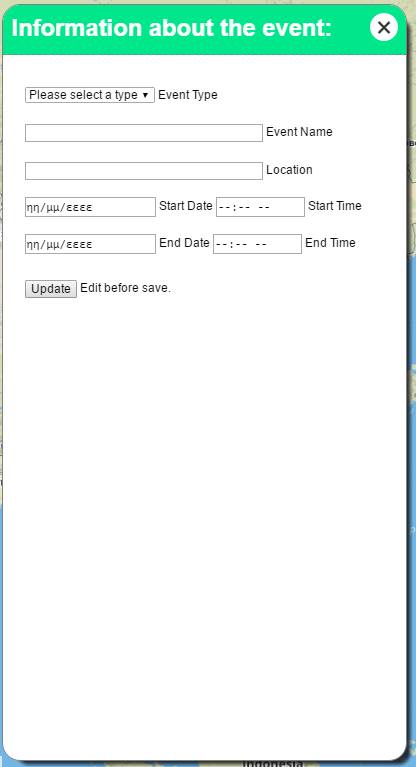 Information about the event:
Please select a type Event Type
Event Name
Location
ηη/μμ/εεεε Start Date --:-- -- Start Time
ηη/μμ/εεεε End Date --:-- -- End Time
Update Edit before save.
Indonesia